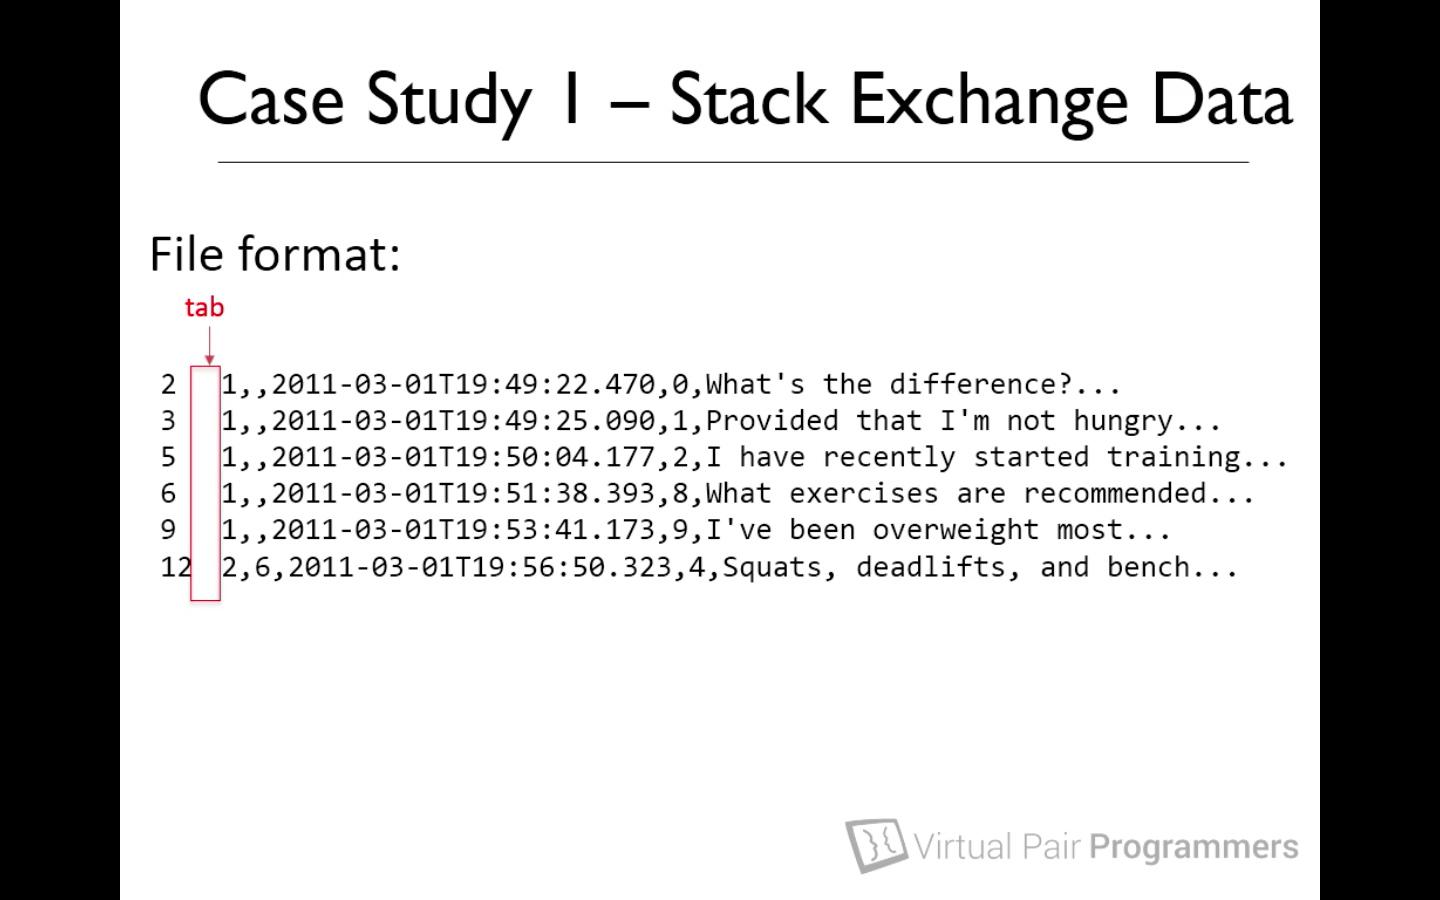 Case Study 1 – Stack Exchange Data
File format:
tab
2 1,,2011-03-01T19:49:22.470,0,What's the difference?...
3 1,,2011-03-01T19:49:25.090,1,Provided that I'm not hungry...
5 1,,2011-03-01T19:50:04.177,2,I have recently started training...
6 1,,2011-03-01T19:51:38.393,8,What exercises are recommended...
9 1,,2011-03-01T19:53:41.173,9,I've been overweight most...
12 2,6,2011-03-01T19:56:50.323,4,Squats, deadlifts, and bench...
Virtual Pair Programmers